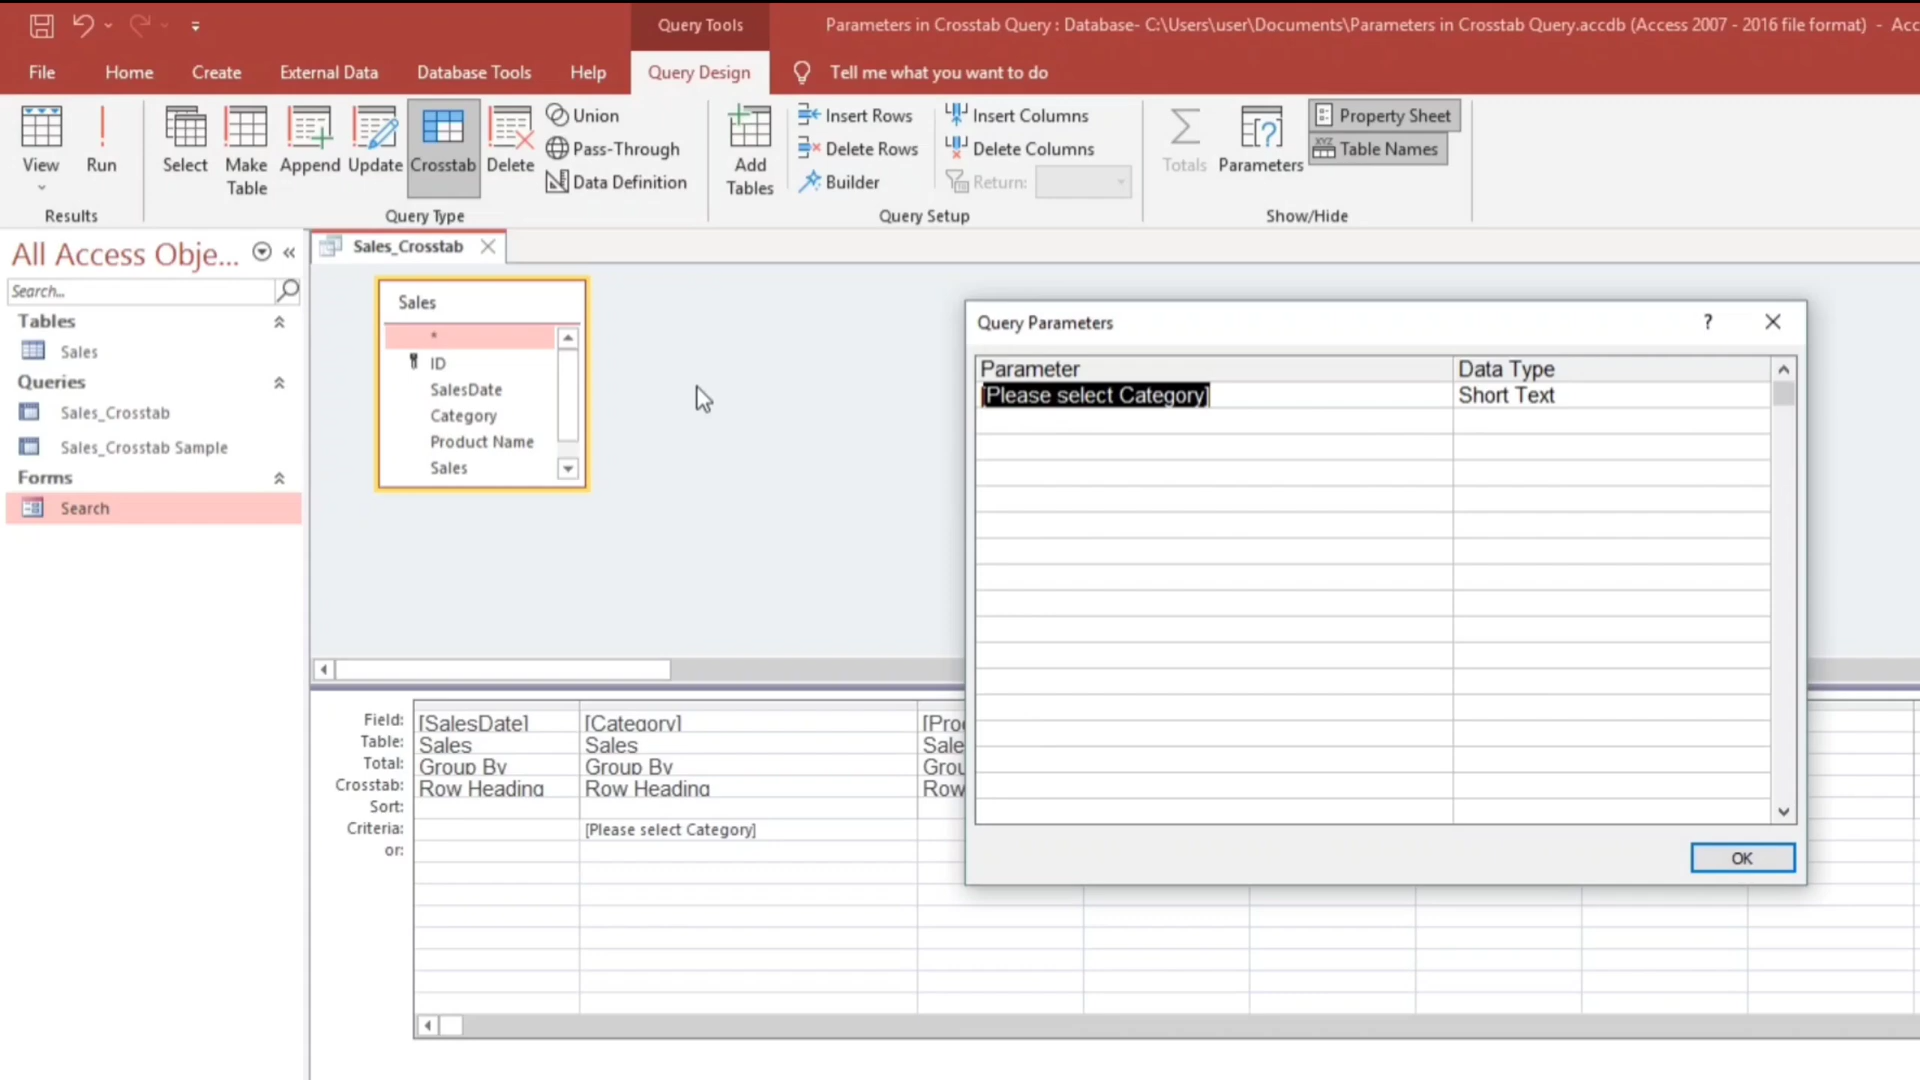 Query Tools
Parameters in Crosstab Query : Database- C:\Users\user\Documents\Parameters in Crosstab Query.accdb (Access 2007 - 2016 file format) - Acc
File Home Create External Data Database Tools Help Query Design Tell me what you want to do
View
Run
Results
Select
Make Table
Append
Update
Crosstab
Delete
Union
Pass-Through
Data Definition
Query Type
Add Tables
Insert Rows
Delete Rows
Builder
Insert Columns
Delete Columns
Return:
Query Setup
Totals
Parameters
Property Sheet
XYZ Table Names
Show/Hide
All Access Obje...
Search...
Tables
Sales
Queries
Sales_Crosstab
Sales_Crosstab Sample
Forms
Search
Sales_Crosstab
Sales
*
ID
SalesDate
Category
Product Name
Sales
Query Parameters ?
Parameter Data Type
[Please select Category] Short Text
OK
Field: [SalesDate] [Category] [Pro
Table: Sales Sales Sale
Total: Group By Group By Grou
Crosstab: Row Heading Row Heading Row
Sort:
Criteria: [Please select Category]
or: